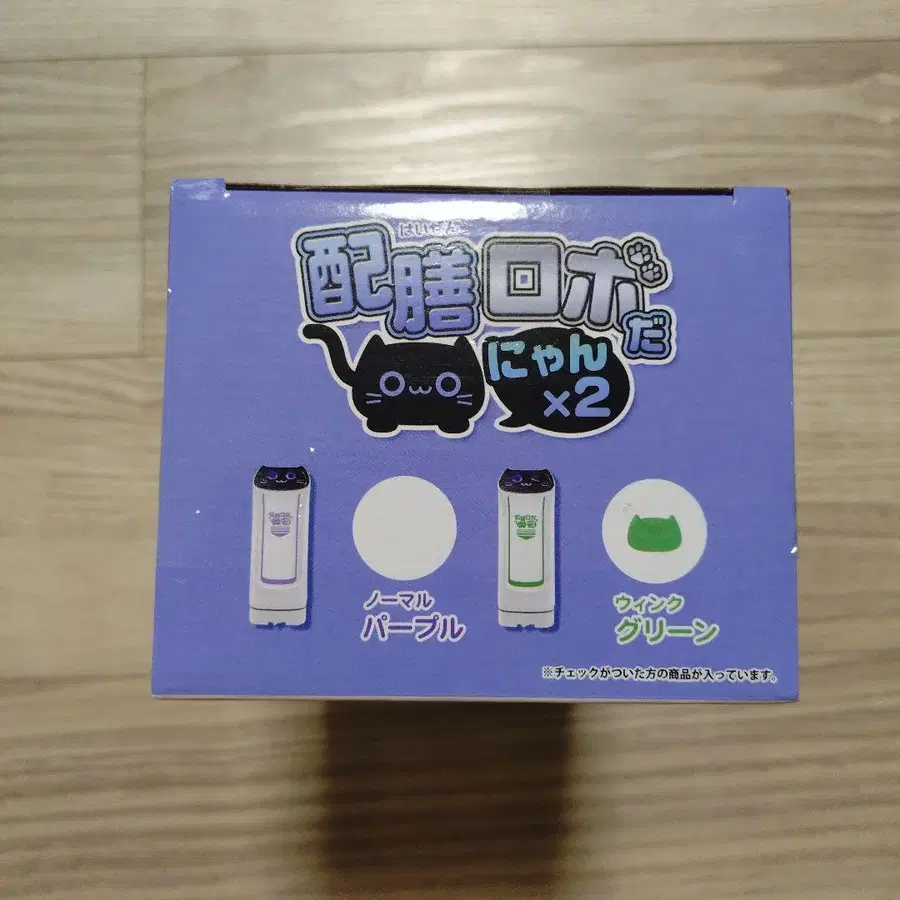 はいぜん
配膳ロボだ
にゃん
×2
ノーマル
パープル
ウィンク
グリーン
※チェックがついた方の商品が入っています。